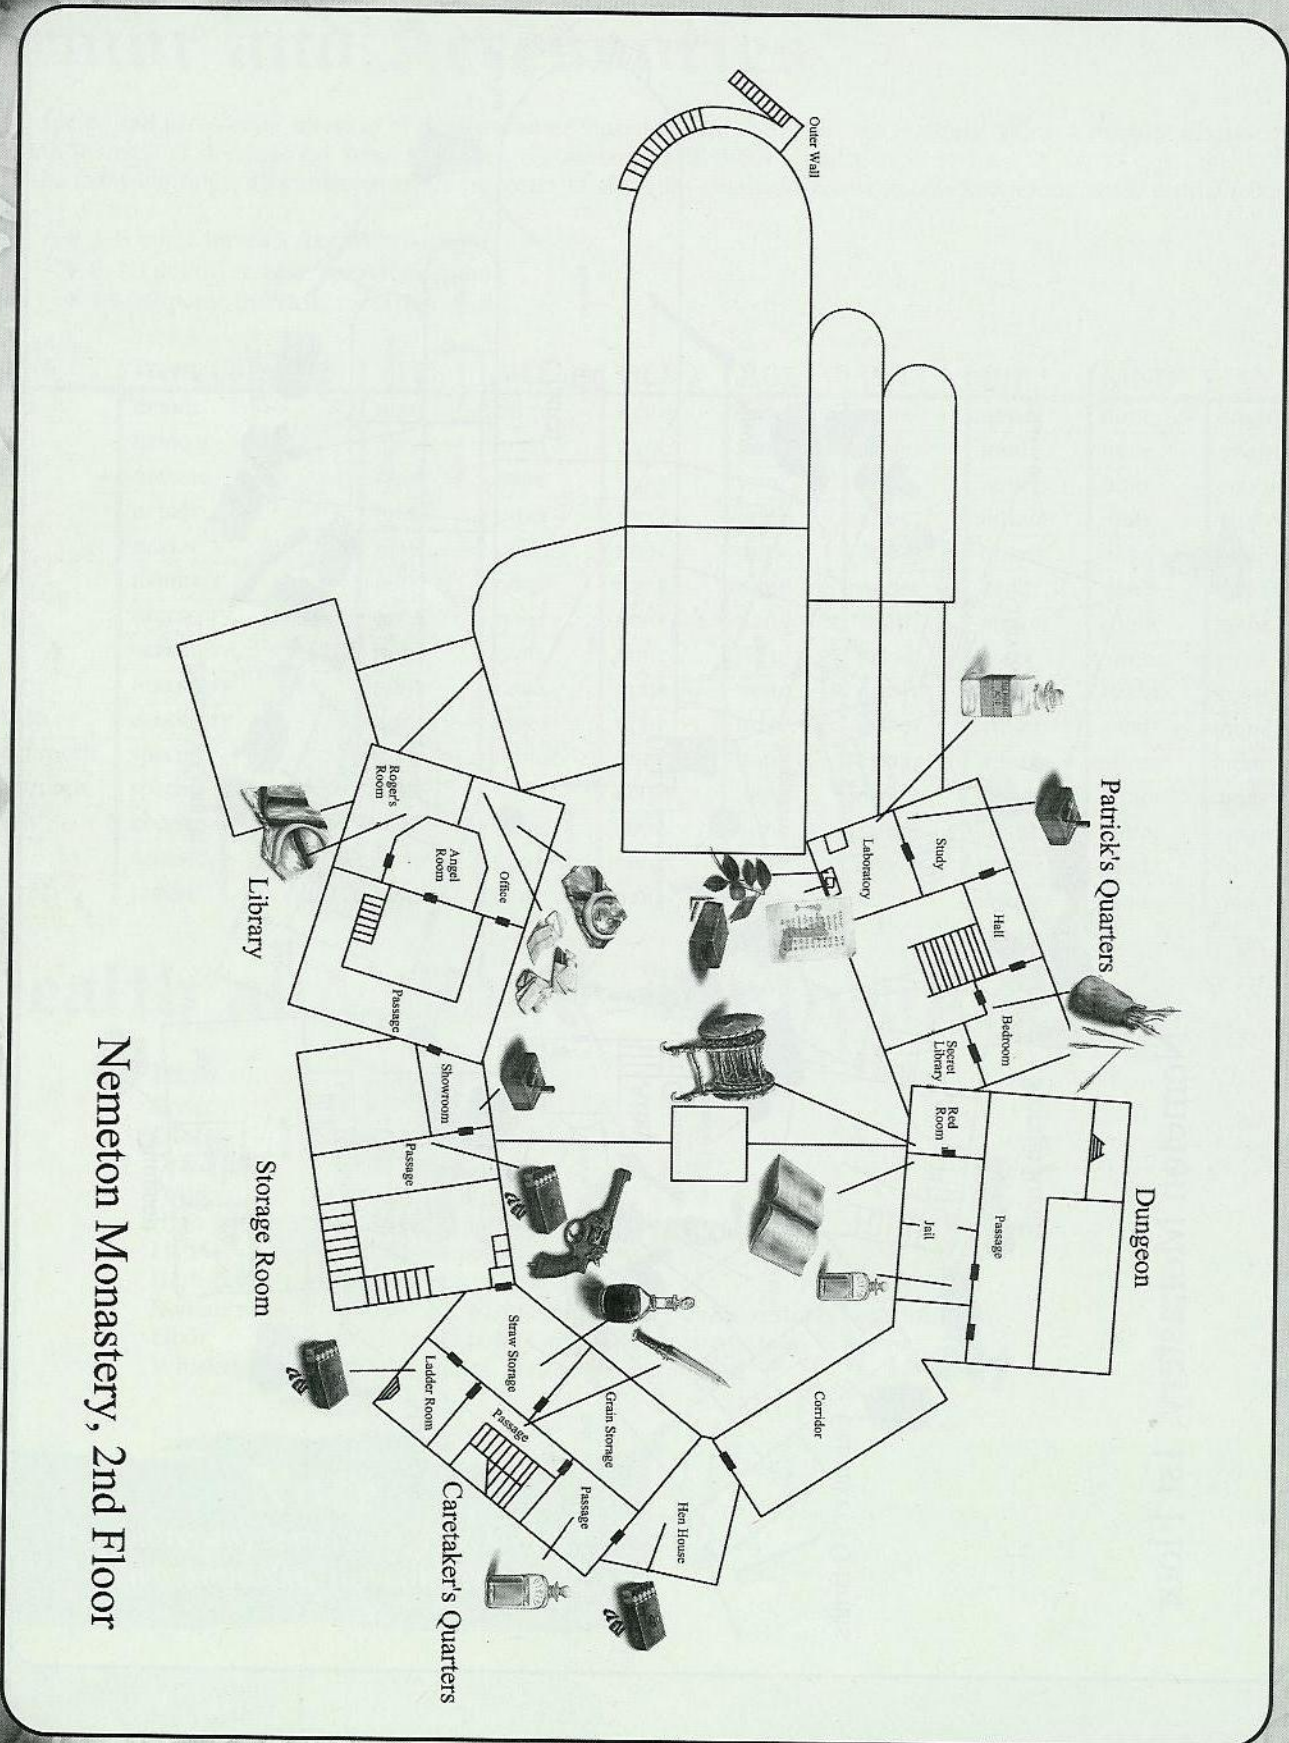 Outer Wall
Patrick's Quarters
Study
Laboratory
Hall
Bedroom
Secret
Library
Dungeon
Red
Room
Jail
Passage
Corridor
Roger's
Room
Angel
Room
Office
Passage
Library
Showroom
Passage
Storage Room
Straw Storage
Grain Storage
Ladder Room
Passage
Passage
Hen House
Caretaker's Quarters
Nemeton Monastery, 2nd Floor